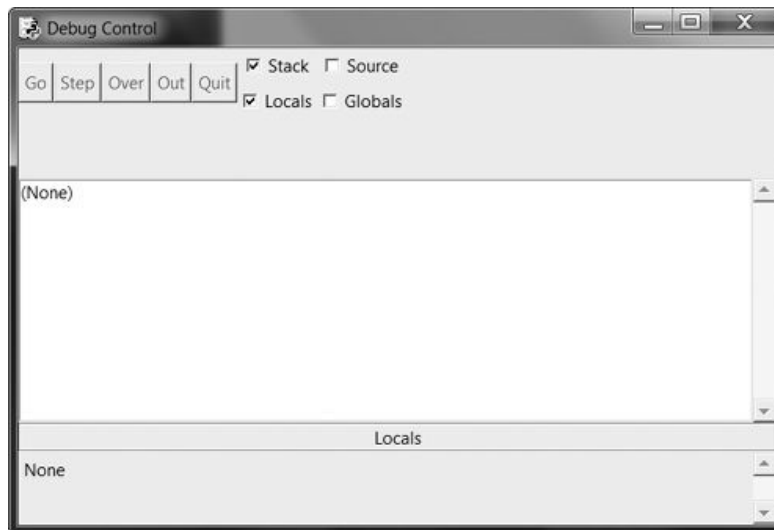 Debug Control
Go Step Over Out Quit
Stack Source
Locals Globals
(None)
Locals
None